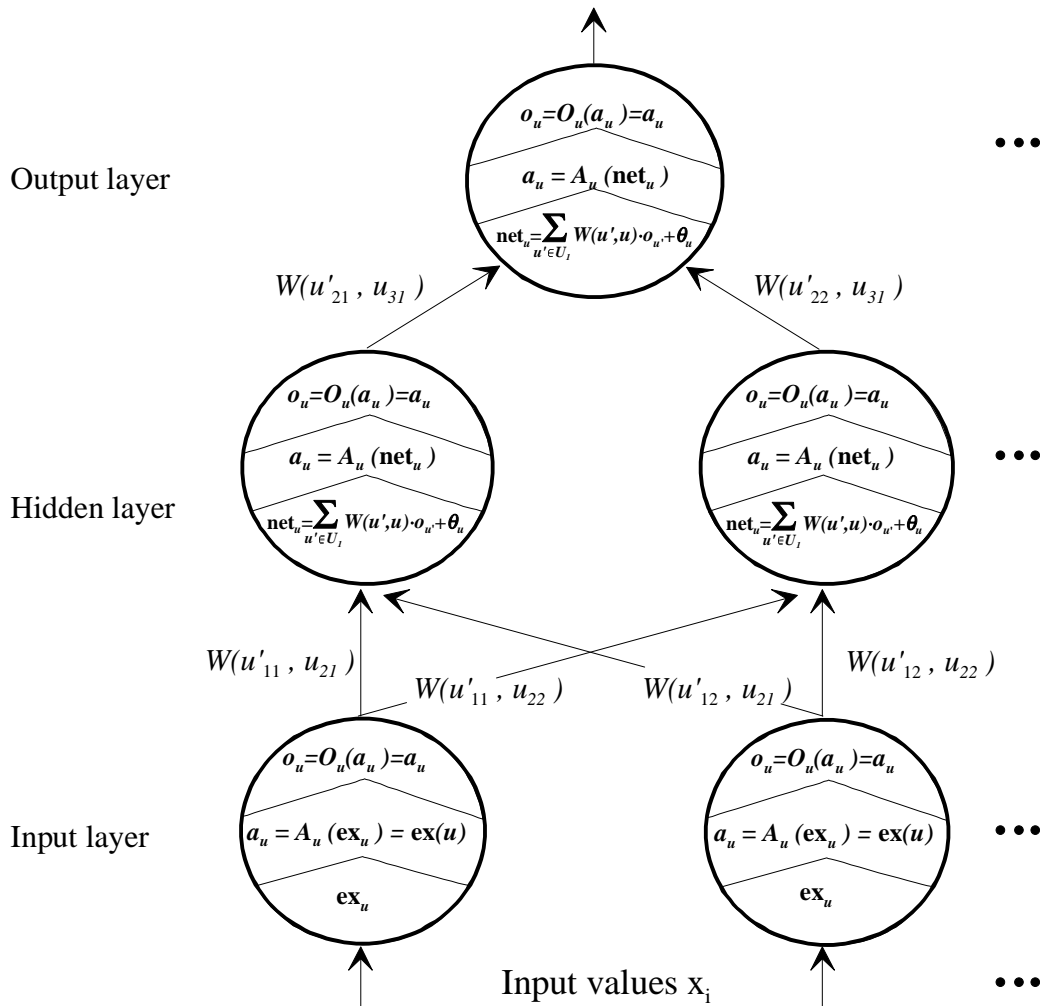 o_u=O_u(a_u)=a_u
•••
Output layer
a_u = A_u (net_u)
net_u=∑ W(u',u)·o_u'+θ_u
u'∈U_1
W(u'_21 , u_31)
W(u'_22 , u_31)
o_u=O_u(a_u)=a_u
o_u=O_u(a_u)=a_u
a_u = A_u (net_u)
a_u = A_u (net_u)
•••
Hidden layer
net_u=∑ W(u',u)·o_u'+θ_u
u'∈U_1
net_u=∑ W(u',u)·o_u'+θ_u
u'∈U_1
W(u'_11 , u_21)
W(u'_11 , u_22)
W(u'_12 , u_21)
W(u'_12 , u_22)
o_u=O_u(a_u)=a_u
o_u=O_u(a_u)=a_u
Input layer
a_u = A_u (ex_u) = ex(u)
a_u = A_u (ex_u) = ex(u)
•••
ex_u
ex_u
Input values x_i
•••